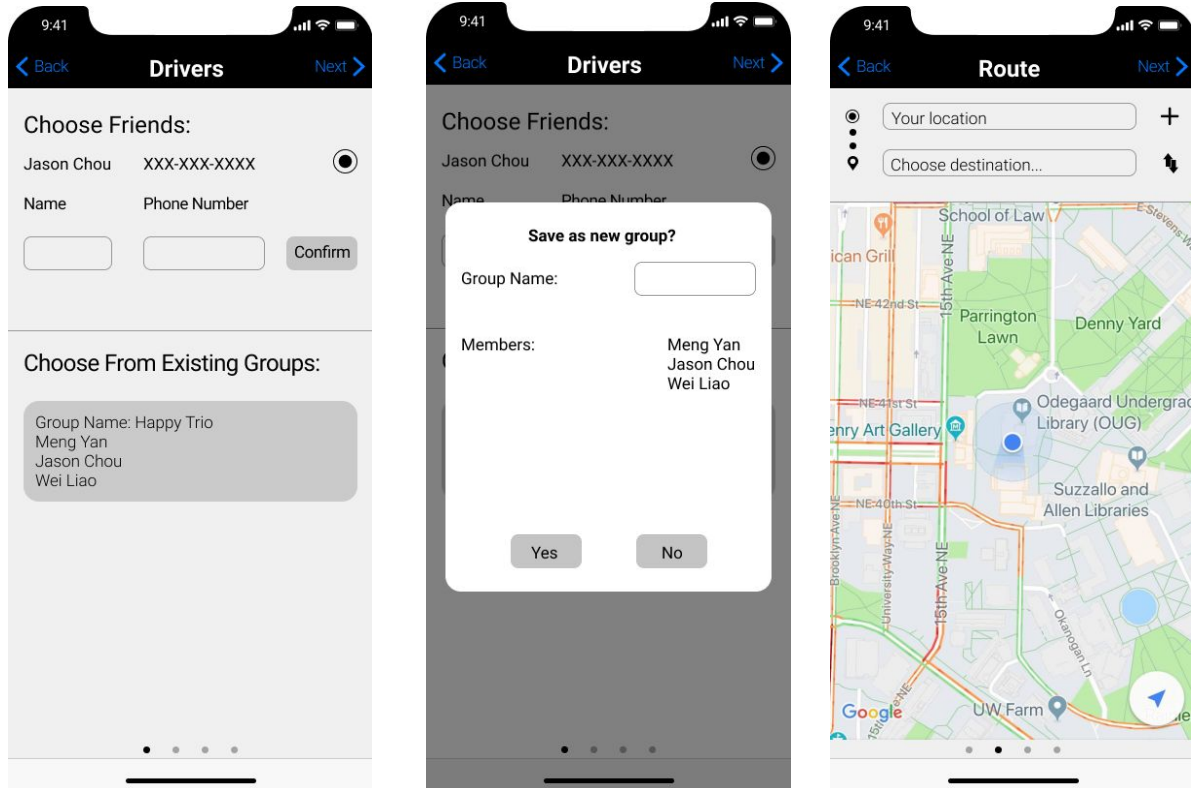 9:41
Back
Drivers
Next
Choose Friends:
Jason Chou XXX-XXX-XXXX
Name Phone Number
Confirm
Choose From Existing Groups:
Group Name: Happy Trio
Meng Yan
Jason Chou
Wei Liao
9:41
Back
Drivers
Next
Choose Friends:
Jason Chou XXX-XXX-XXXX
Name Phone Number
Save as new group?
Group Name:
Members:
Meng Yan
Jason Chou
Wei Liao
Yes
No
9:41
Back
Route
Next
Your location
Choose destination...
School of Law
E Stevens W
ican Grill
15th Ave NE
NE 42nd St
Parrington
Lawn
Denny Yard
NE 41st St
Odegaard Undergrad
Library (OUG)
enry Art Gallery
Suzzallo and
Allen Libraries
NE 40th St
Brooklyn Ave NE
University Way NE
15th Ave NE
Okanogan Ln
UW Farm
Google